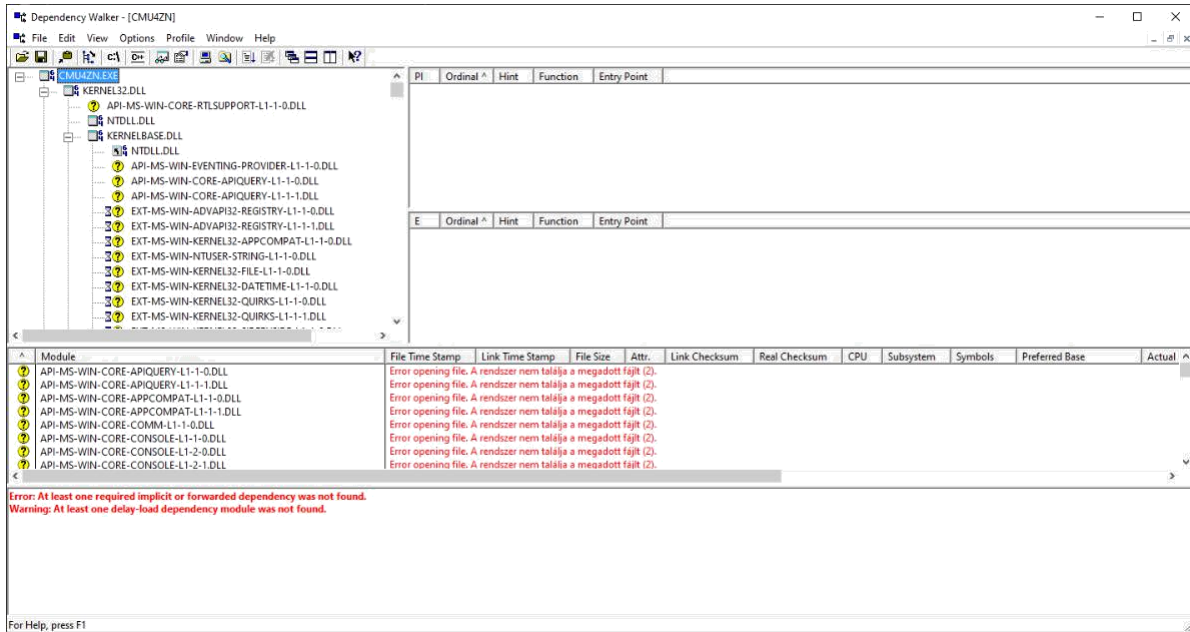 Dependency Walker - [CMU4ZN]
File Edit View Options Profile Window Help
CMU4ZN.EXE
KERNEL32.DLL
API-MS-WIN-CORE-RTLSUPPORT-L1-1-0.DLL
NTDLL.DLL
KERNELBASE.DLL
NTDLL.DLL
API-MS-WIN-EVENTING-PROVIDER-L1-1-0.DLL
API-MS-WIN-CORE-APIQUERY-L1-1-0.DLL
API-MS-WIN-CORE-APIQUERY-L1-1-1.DLL
EXT-MS-WIN-ADVAPI32-REGISTRY-L1-1-0.DLL
EXT-MS-WIN-ADVAPI32-REGISTRY-L1-1-1.DLL
EXT-MS-WIN-KERNEL32-APPCOMPAT-L1-1-0.DLL
EXT-MS-WIN-NTUSER-STRING-L1-1-0.DLL
EXT-MS-WIN-KERNEL32-FILE-L1-1-0.DLL
EXT-MS-WIN-KERNEL32-DATETIME-L1-1-0.DLL
EXT-MS-WIN-KERNEL32-QUIRKS-L1-1-0.DLL
EXT-MS-WIN-KERNEL32-QUIRKS-L1-1-1.DLL
PI Ordinal ^ Hint Function Entry Point
E Ordinal ^ Hint Function Entry Point
^ Module File Time Stamp Link Time Stamp File Size Attr. Link Checksum Real Checksum CPU Subsystem Symbols Preferred Base Actual
API-MS-WIN-CORE-APIQUERY-L1-1-0.DLL Error opening file. A rendszer nem találja a megadott fájlt (2).
API-MS-WIN-CORE-APIQUERY-L1-1-1.DLL Error opening file. A rendszer nem találja a megadott fájlt (2).
API-MS-WIN-CORE-APPCOMPAT-L1-1-0.DLL Error opening file. A rendszer nem találja a megadott fájlt (2).
API-MS-WIN-CORE-APPCOMPAT-L1-1-1.DLL Error opening file. A rendszer nem találja a megadott fájlt (2).
API-MS-WIN-CORE-COMM-L1-1-0.DLL Error opening file. A rendszer nem találja a megadott fájlt (2).
API-MS-WIN-CORE-CONSOLE-L1-1-0.DLL Error opening file. A rendszer nem találja a megadott fájlt (2).
API-MS-WIN-CORE-CONSOLE-L1-2-0.DLL Error opening file. A rendszer nem találja a megadott fájlt (2).
API-MS-WIN-CORE-CONSOLE-L1-2-1.DLL Error opening file. A rendszer nem találja a megadott fájlt (2).
Error: At least one required implicit or forwarded dependency was not found.
Warning: At least one delay-load dependency module was not found.
For Help, press F1